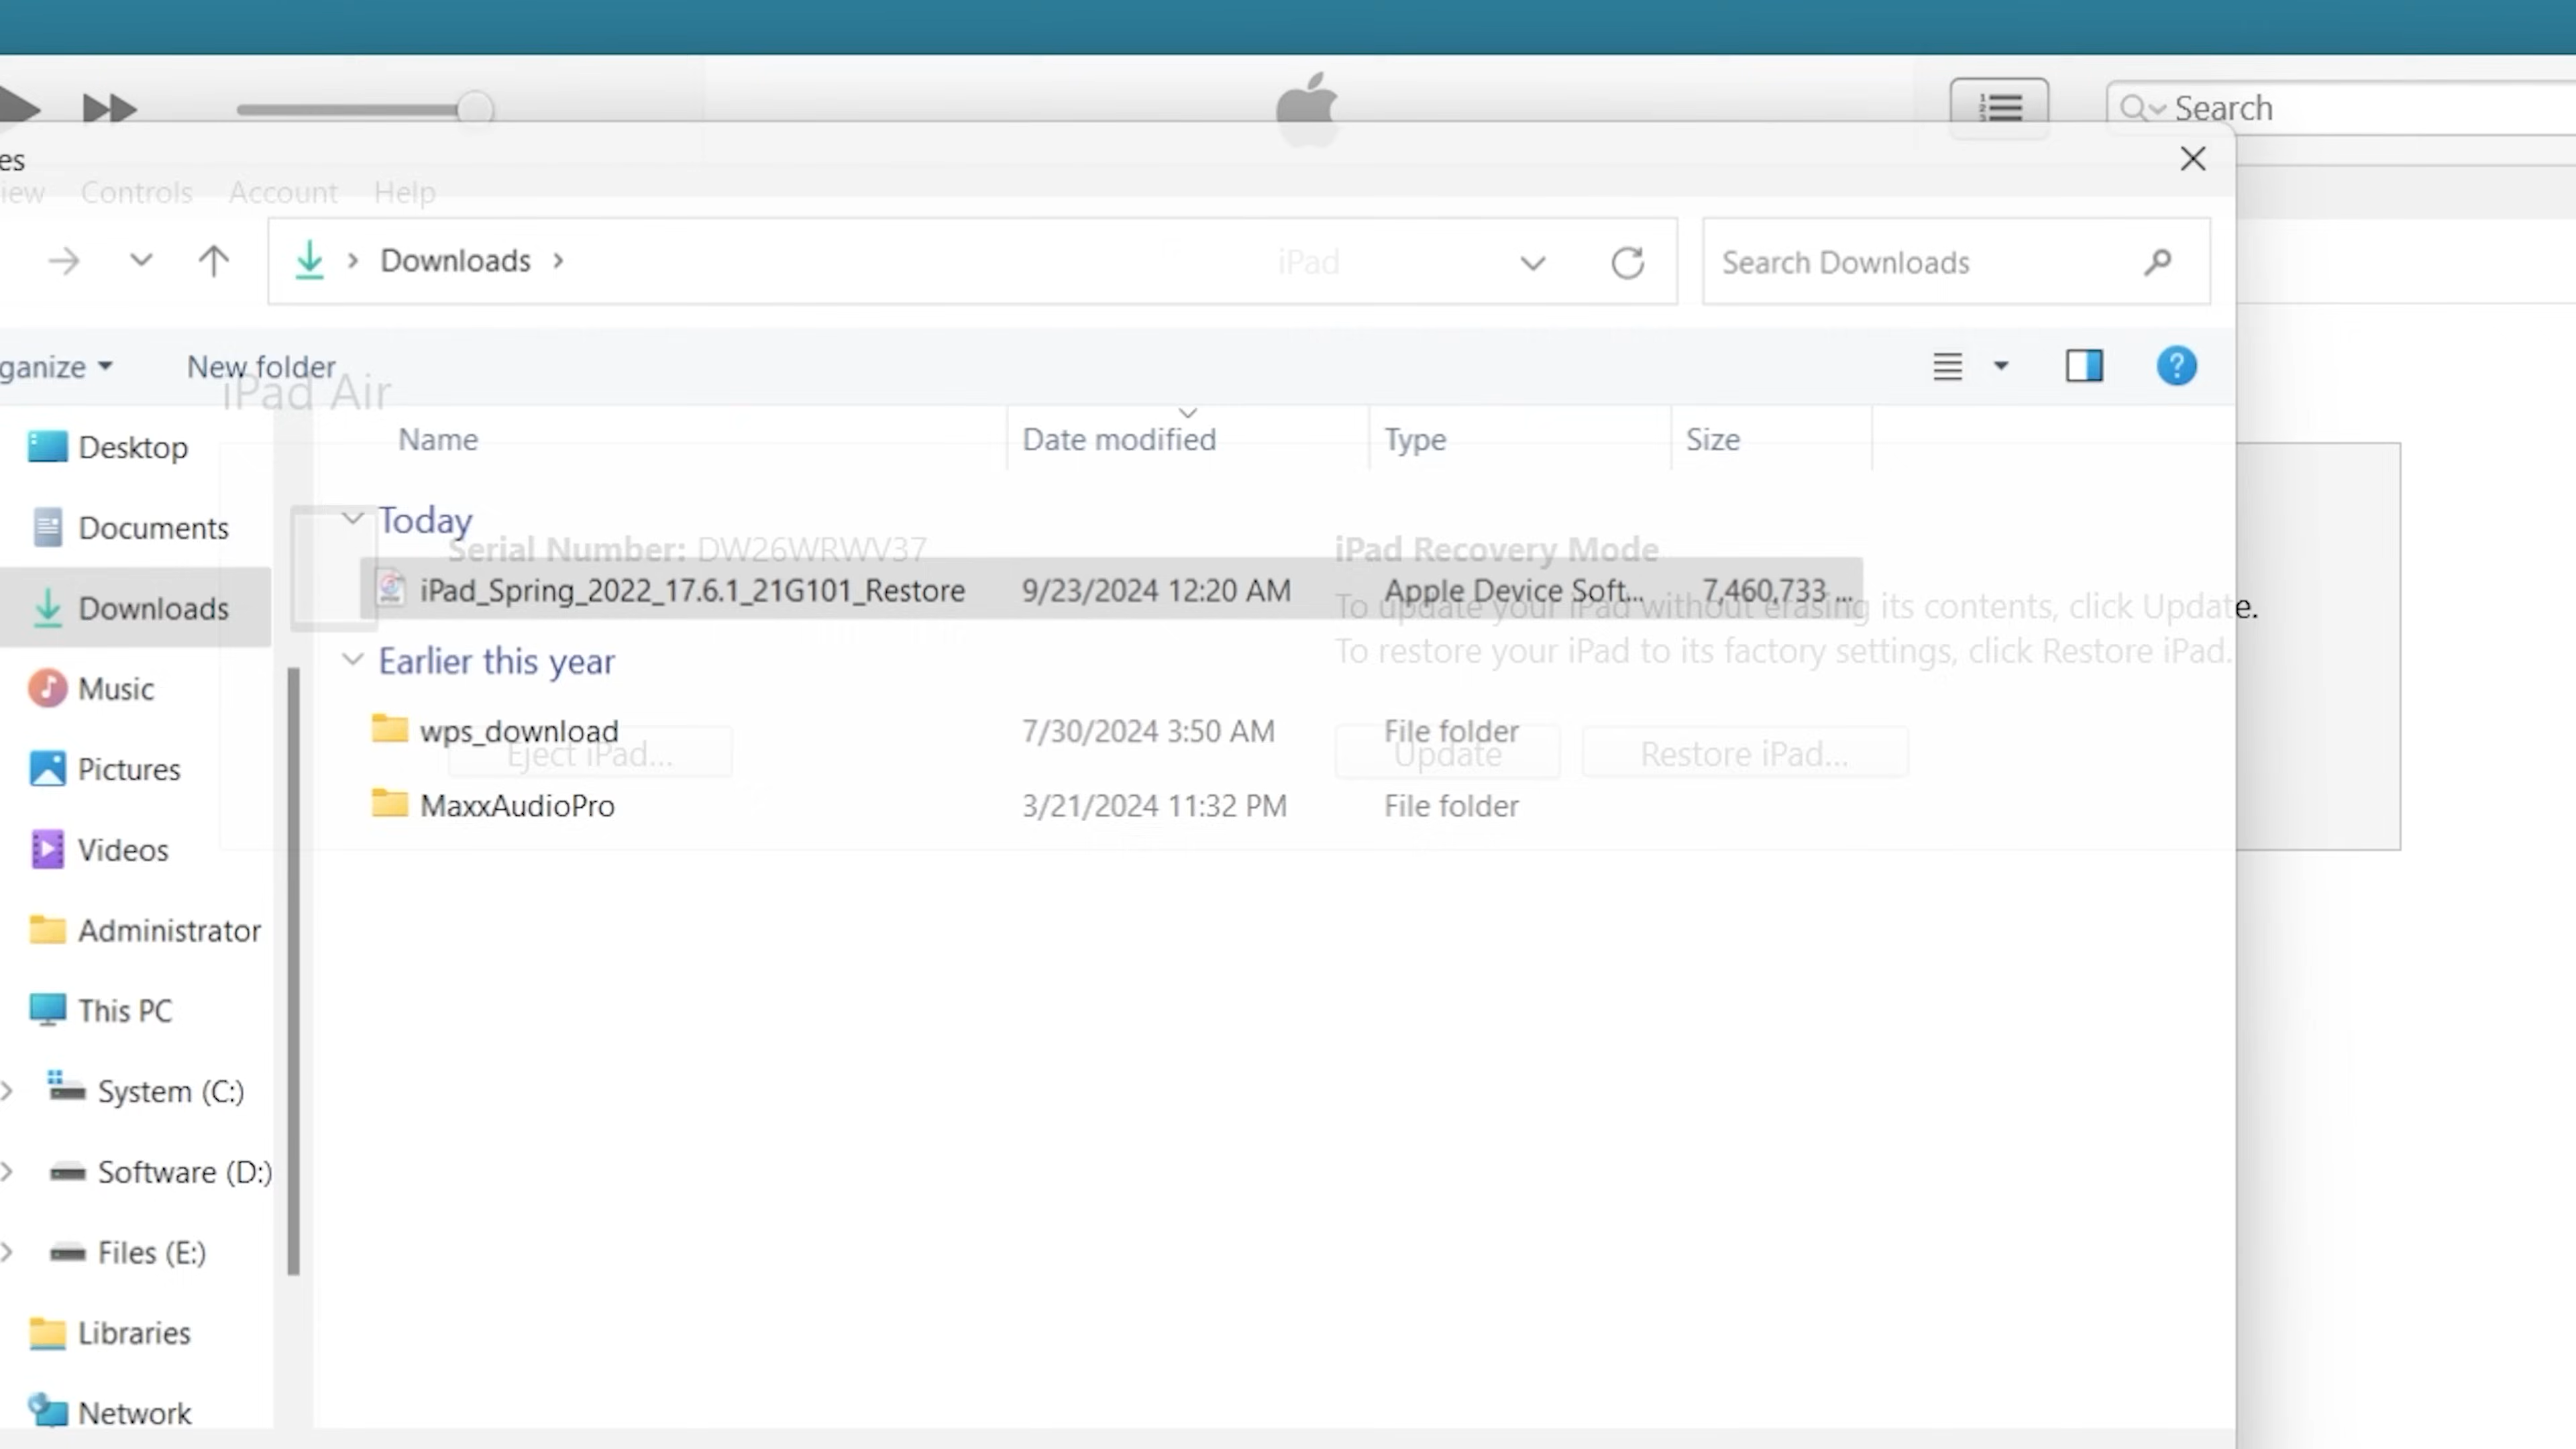 Search
es
iew Controls Account Help
Downloads
iPad
Search Downloads
ganize New folder
iPad Air
Name Date modified Type Size
Today
Serial Number: DW26WRWV37 iPad Recovery Mode
iPad_Spring_2022_17.6.1_21G101_Restore 9/23/2024 12:20 AM Apple Device Soft... 7,460,733 ...
To update your iPad without erasing its contents, click Update.
To restore your iPad to its factory settings, click Restore iPad.
Earlier this year
wps_download 7/30/2024 3:50 AM File folder
Eject iPad... Update Restore iPad...
MaxxAudioPro 3/21/2024 11:32 PM File folder
Desktop
Documents
Downloads
Music
Pictures
Videos
Administrator
This PC
System (C:)
Software (D:)
Files (E:)
Libraries
Network